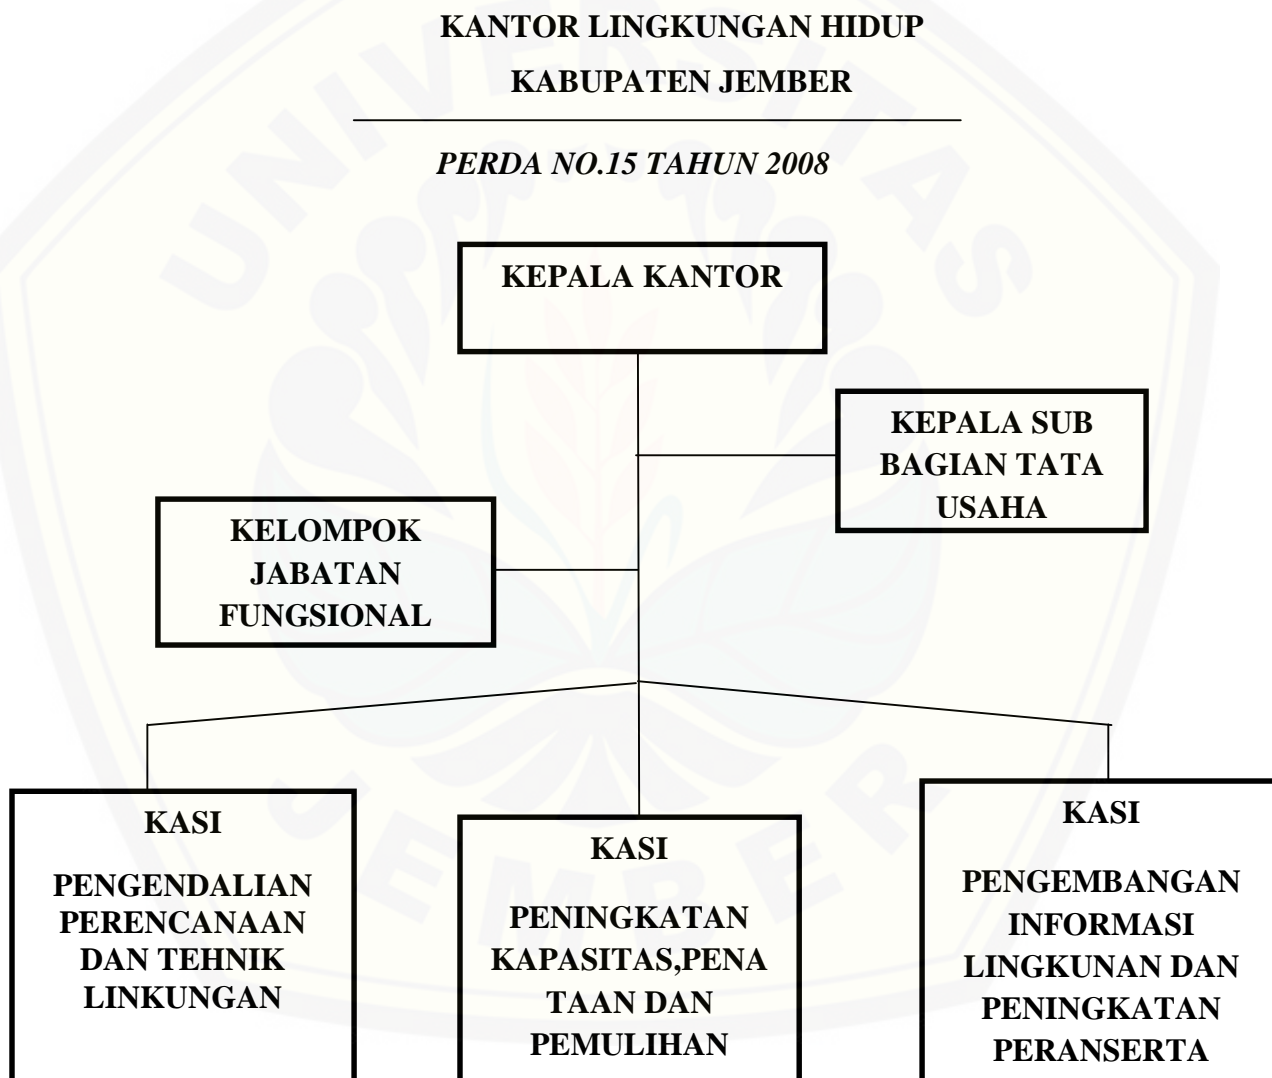 KANTOR LINGKUNGAN HIDUP
KABUPATEN JEMBER
PERDA NO.15 TAHUN 2008
KEPALA KANTOR
KEPALA SUB
BAGIAN TATA
USAHA
KELOMPOK
JABATAN
FUNGSIONAL
KASI
PENGENDALIAN
PERENCANAAN
DAN TEHNIK
LINKUNGAN
KASI
PENINGKATAN
KAPASITAS,PENA
TAAN DAN
PEMULIHAN
KASI
PENGEMBANGAN
INFORMASI
LINGKUNAN DAN
PENINGKATAN
PERANSERTA
UNIVERSITAS
JEMBER